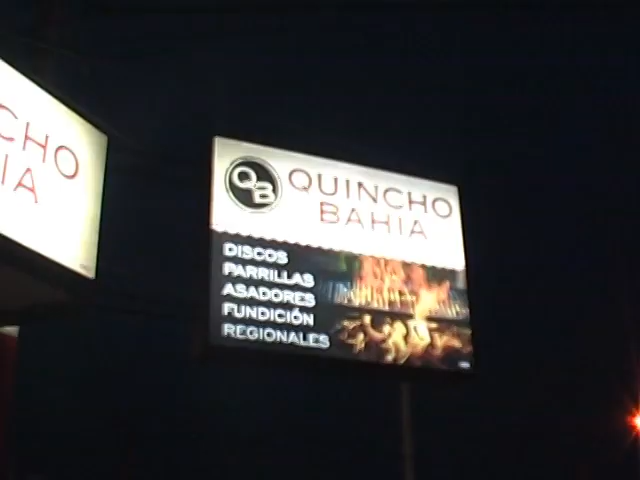 CHO
IA
QB
QUINCHO
BAHIA
DISCOS
PARRILLAS
ASADORES
FUNDICIÓN
REGIONALES